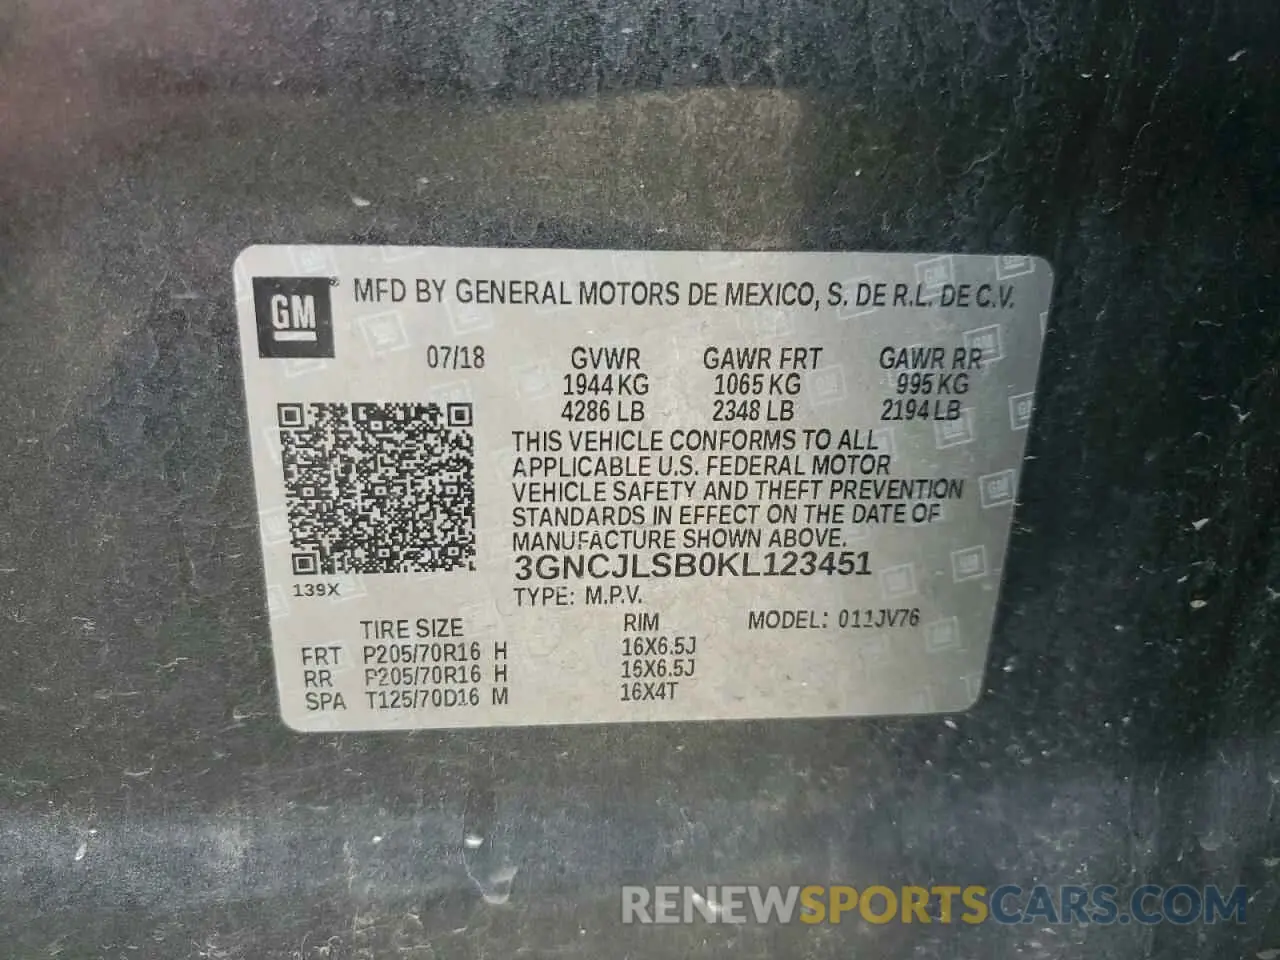 GM® MFD BY GENERAL MOTORS DE MEXICO, S. DE R.L. DE C.V.
07/18 GVWR GAWR FRT GAWR RR
1944 KG 1065 KG 995 KG
4286 LB 2348 LB 2194 LB
THIS VEHICLE CONFORMS TO ALL
APPLICABLE U.S. FEDERAL MOTOR
VEHICLE SAFETY AND THEFT PREVENTION
STANDARDS IN EFFECT ON THE DATE OF
MANUFACTURE SHOWN ABOVE.
3GNCJLSB0KL123451
139X
TYPE: M.P.V.
TIRE SIZE RIM MODEL: 011JV76
FRT P205/70R16 H 16X6.5J
RR P205/70R16 H 16X6.5J
SPA T125/70D16 M 16X4T
RENEWSPORTSCARS.COM